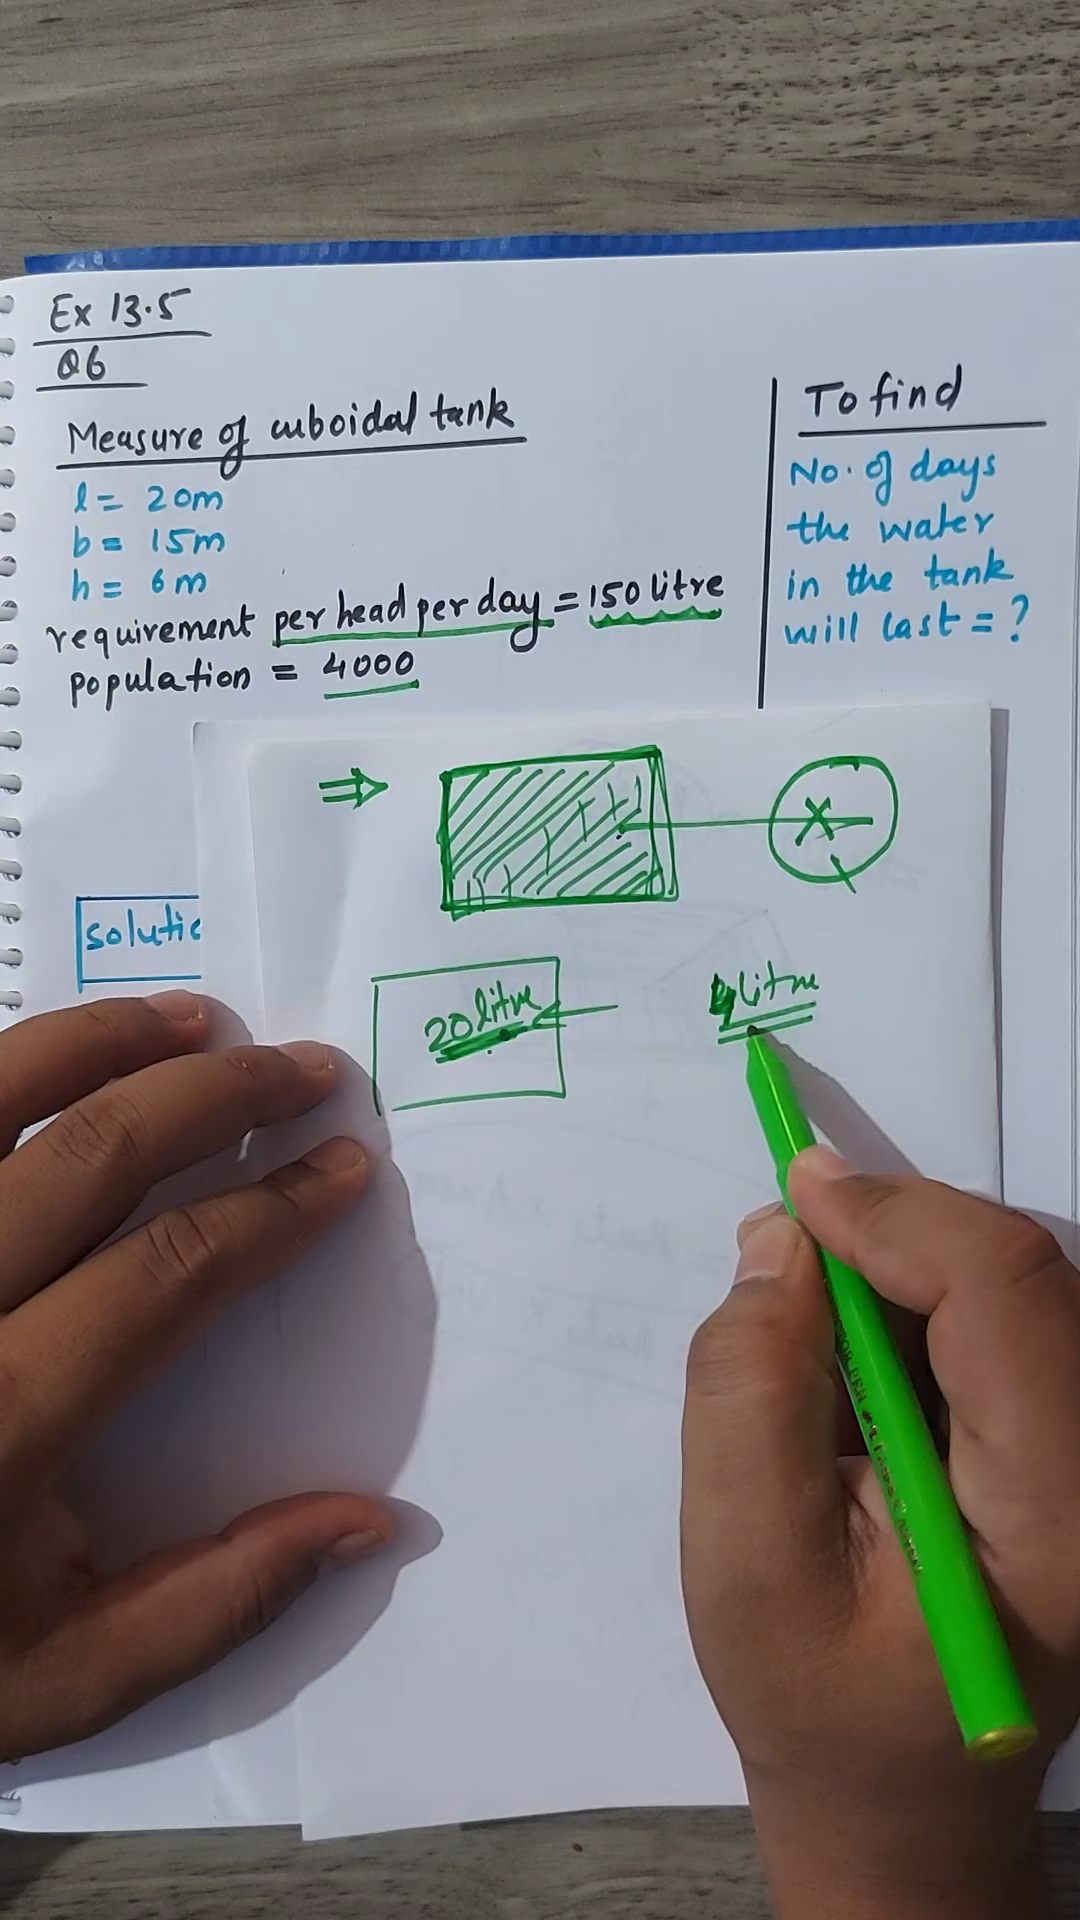 Ex 13.5
Q6
Measure of cuboidal tank
l = 20m
b = 15m
h = 6m
requirement per head per day = 150 litre
population = 4000
To find
No. of days
the water
in the tank
will last = ?
⇒
X
solutio
20 litre
4 litre